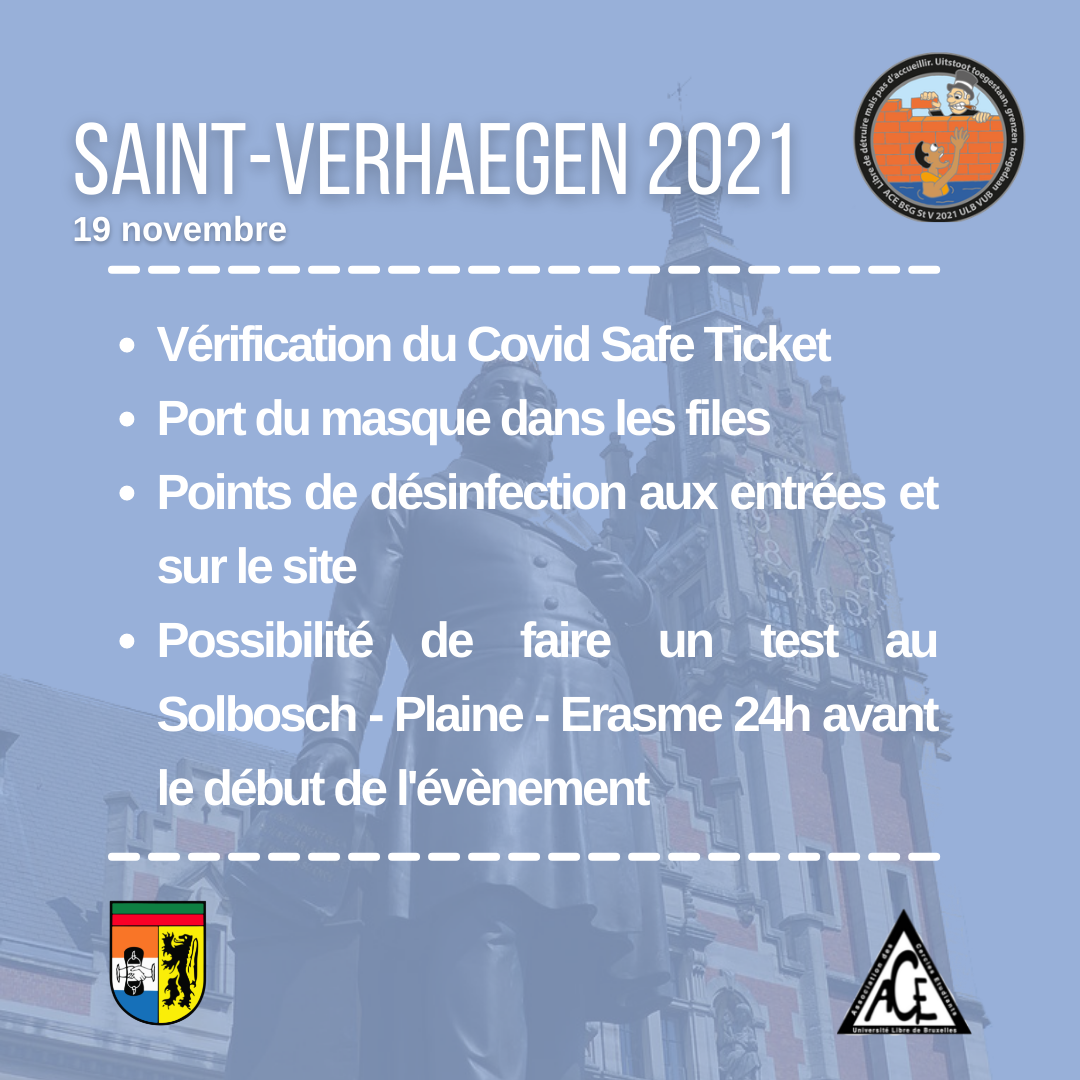 SAINT-VERHAEGEN 2021
19 novembre
Libre de détruire mais pas d'accueillir. Uitstoot toegestaan, grenzen toegedaan
ACE BSG St V 2021 ULB VUB
• Vérification du Covid Safe Ticket
• Port du masque dans les files
• Points de désinfection aux entrées et
sur le site
• Possibilité de faire un test au
Solbosch - Plaine - Erasme 24h avant
le début de l'évènement
Association des Cercles Étudiants
ACE
Université Libre de Bruxelles